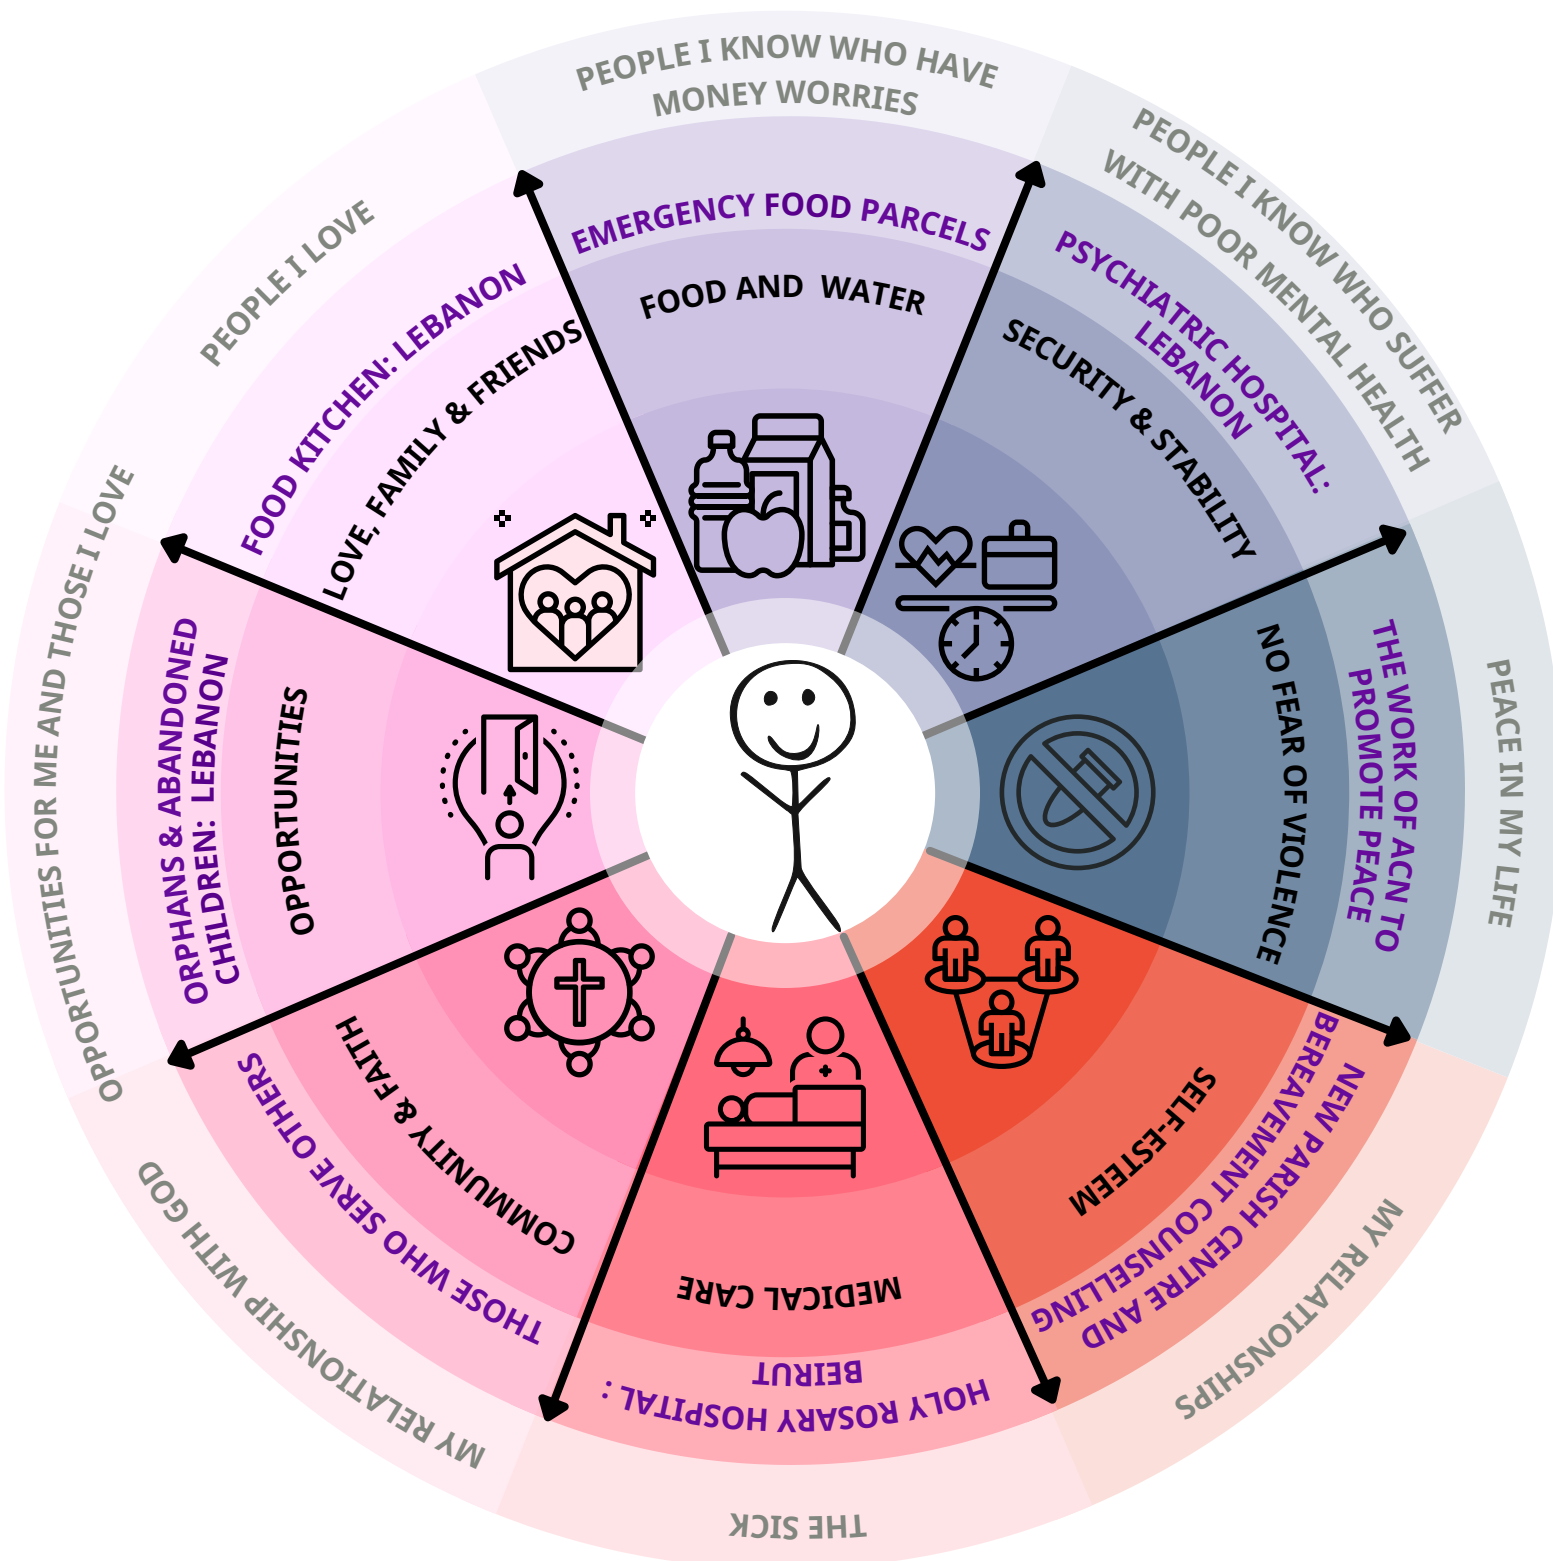 PEOPLE I KNOW WHO HAVE
MONEY WORRIES
EMERGENCY FOOD PARCELS
FOOD AND WATER
PEOPLE I KNOW WHO SUFFER
WITH POOR MENTAL HEALTH
PSYCHIATRIC HOSPITAL:
LEBANON
SECURITY & STABILITY
PEACE IN MY LIFE
THE WORK OF ACN TO
PROMOTE PEACE
NO FEAR OF VIOLENCE
MY RELATIONSHIPS
NEW PARISH CENTRE AND
BEREAVEMENT COUNSELLING
SELF-ESTEEM
THE SICK
HOLY ROSARY HOSPITAL :
BEIRUT
MEDICAL CARE
MY RELATIONSHIP WITH GOD
THOSE WHO SERVE OTHERS
COMMUNITY & FAITH
OPPORTUNITIES FOR ME AND THOSE I LOVE
ORPHANS & ABANDONED
CHILDREN: LEBANON
OPPORTUNITIES
PEOPLE I LOVE
FOOD KITCHEN: LEBANON
LOVE, FAMILY & FRIENDS